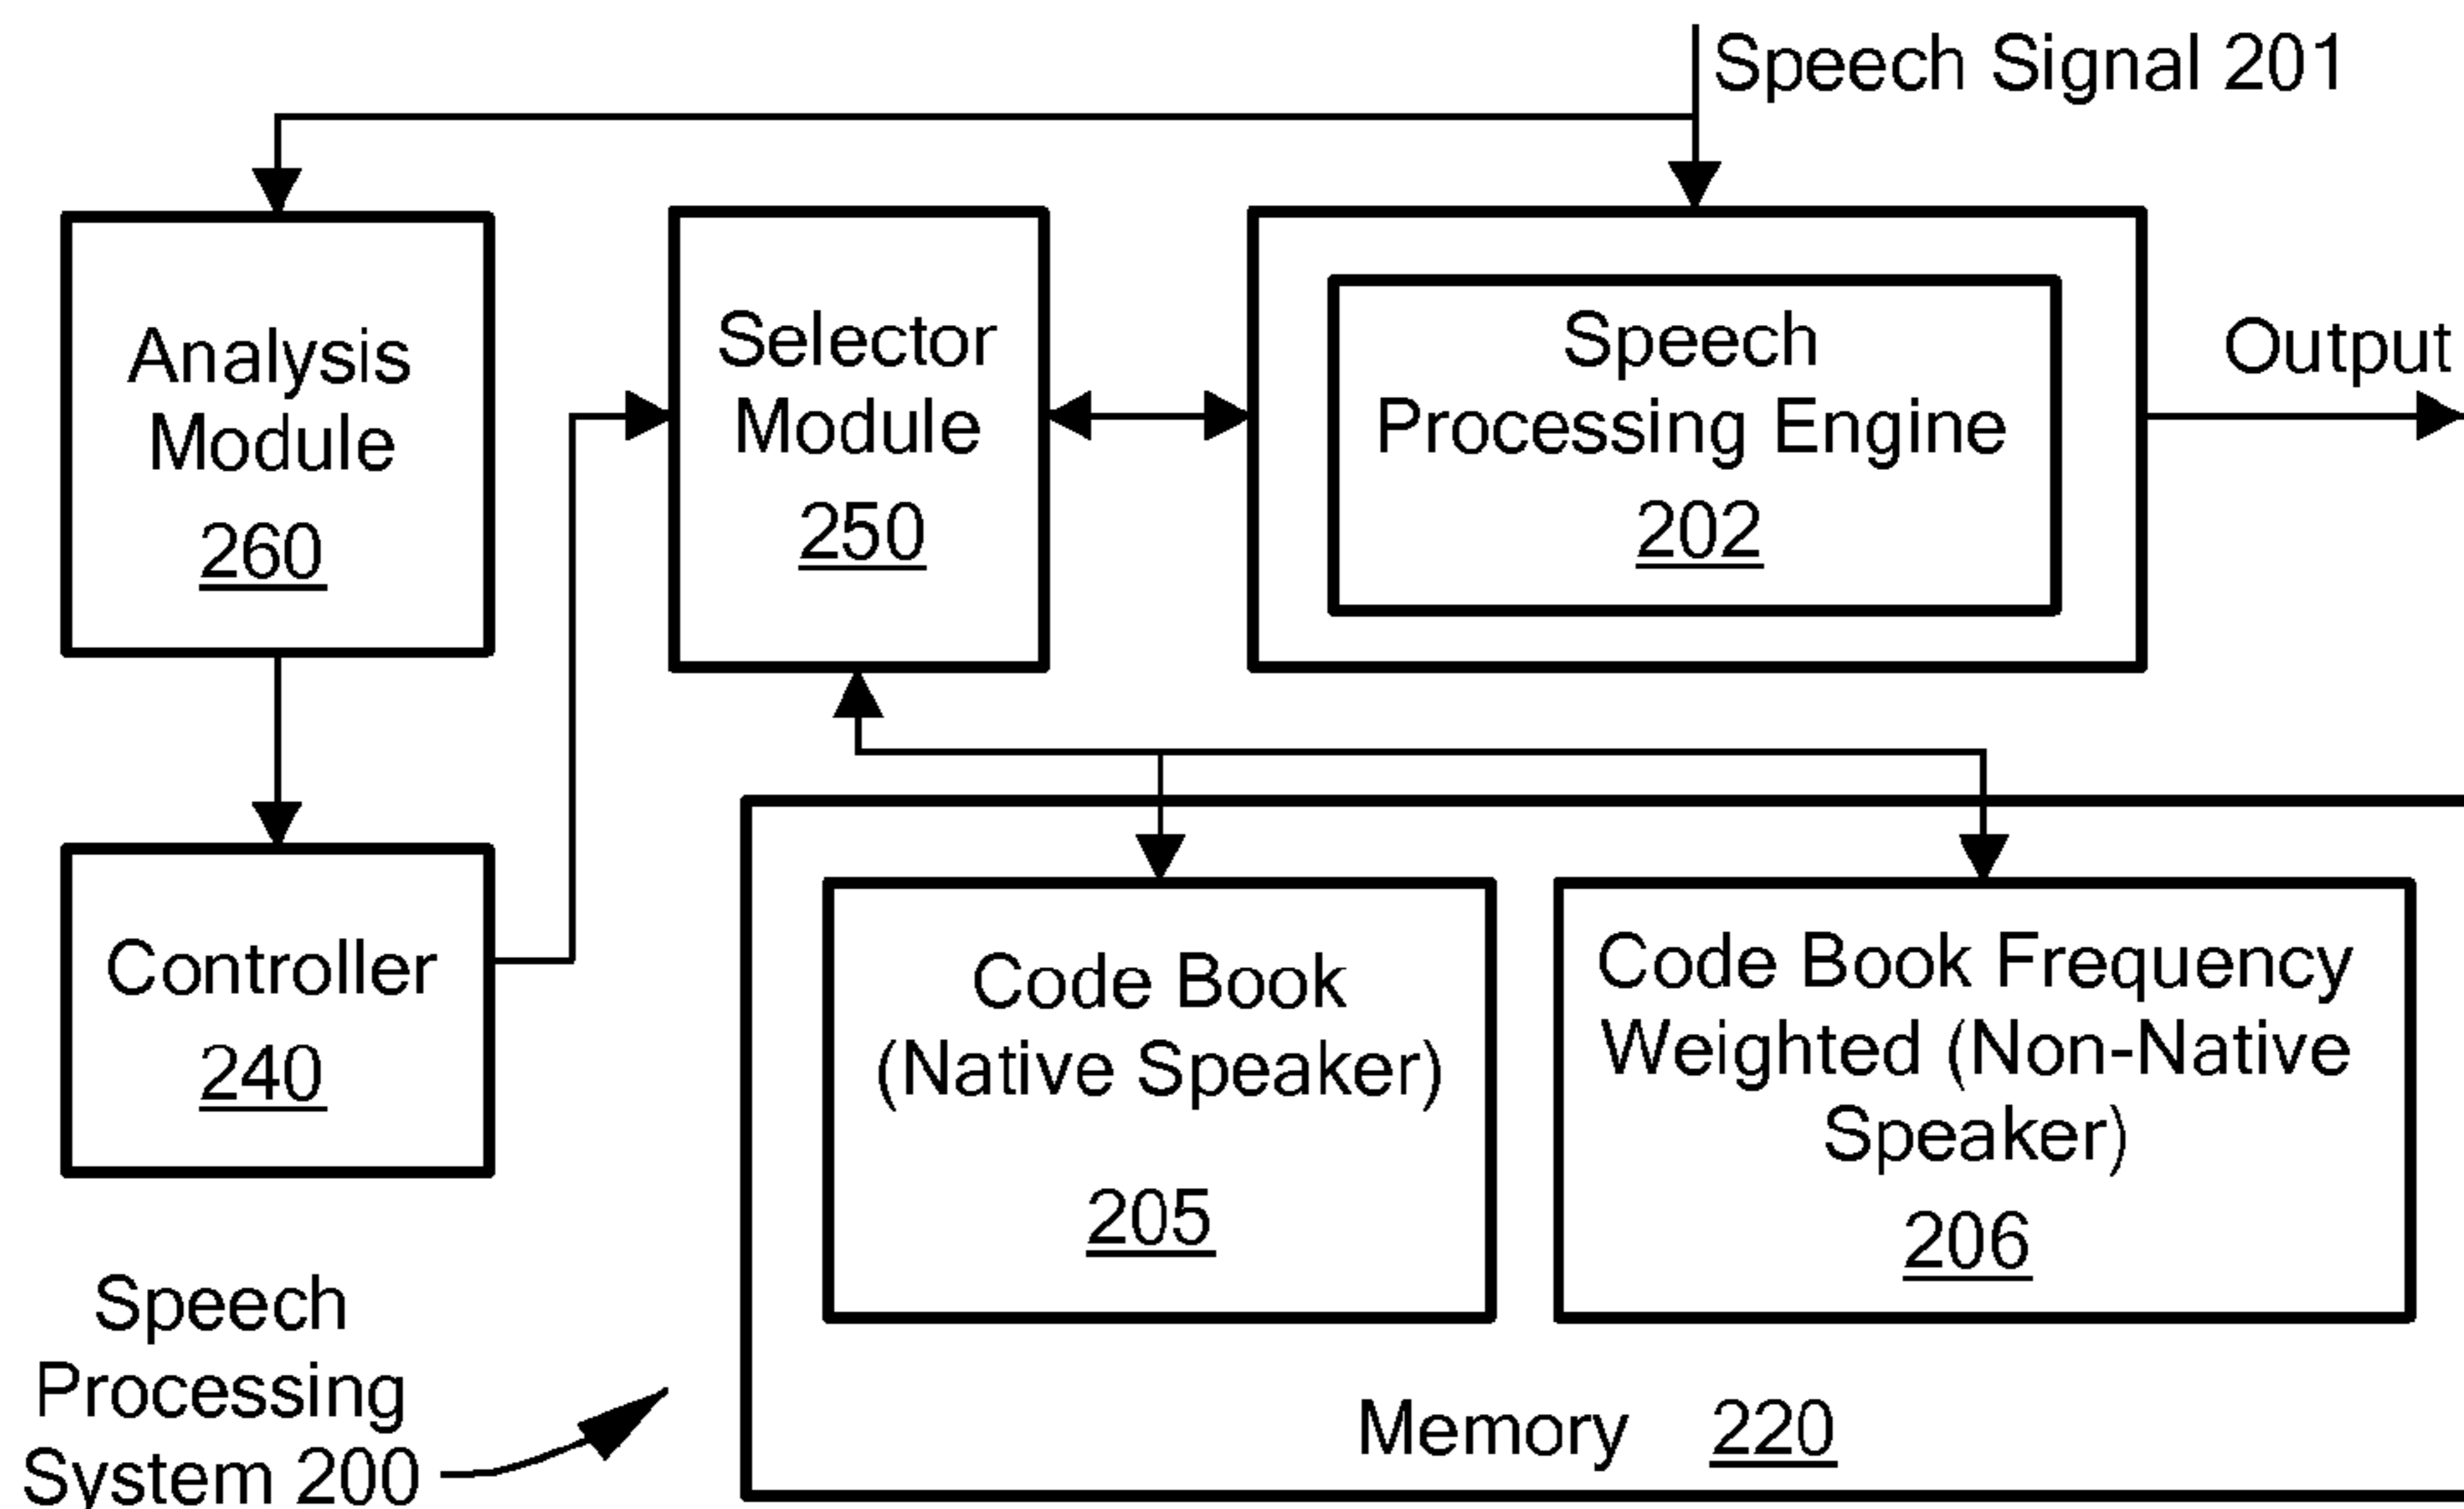 Speech Signal 201
Analysis
Module
260
Selector
Module
250
Speech
Processing Engine
202
Output
Controller
240
Code Book
(Native Speaker)
205
Code Book Frequency
Weighted (Non-Native
Speaker)
206
Memory 220
Speech
Processing
System 200